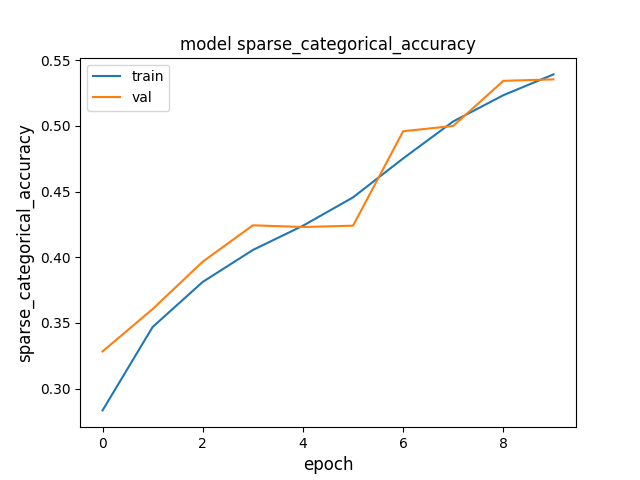 model sparse_categorical_accuracy
train
val
sparse_categorical_accuracy
0.55
0.50
0.45
0.40
0.35
0.30
0 2 4 6 8
epoch